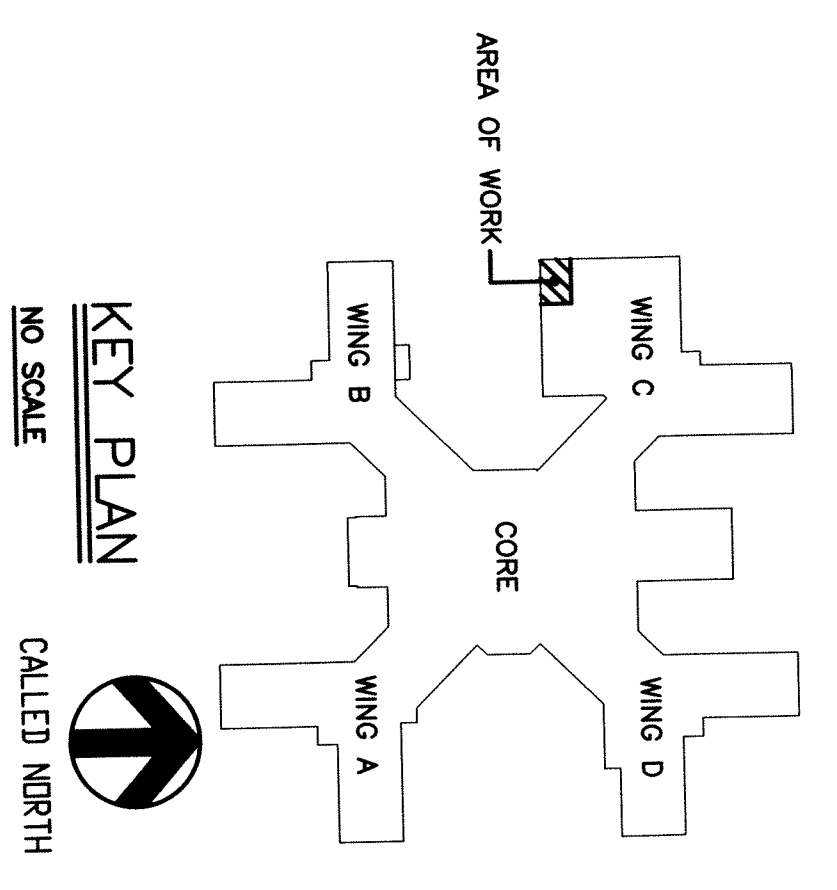 AREA OF WORK
WING C
WING D
CORE
WING B
WING A
KEY PLAN
NO SCALE
CALLED NORTH